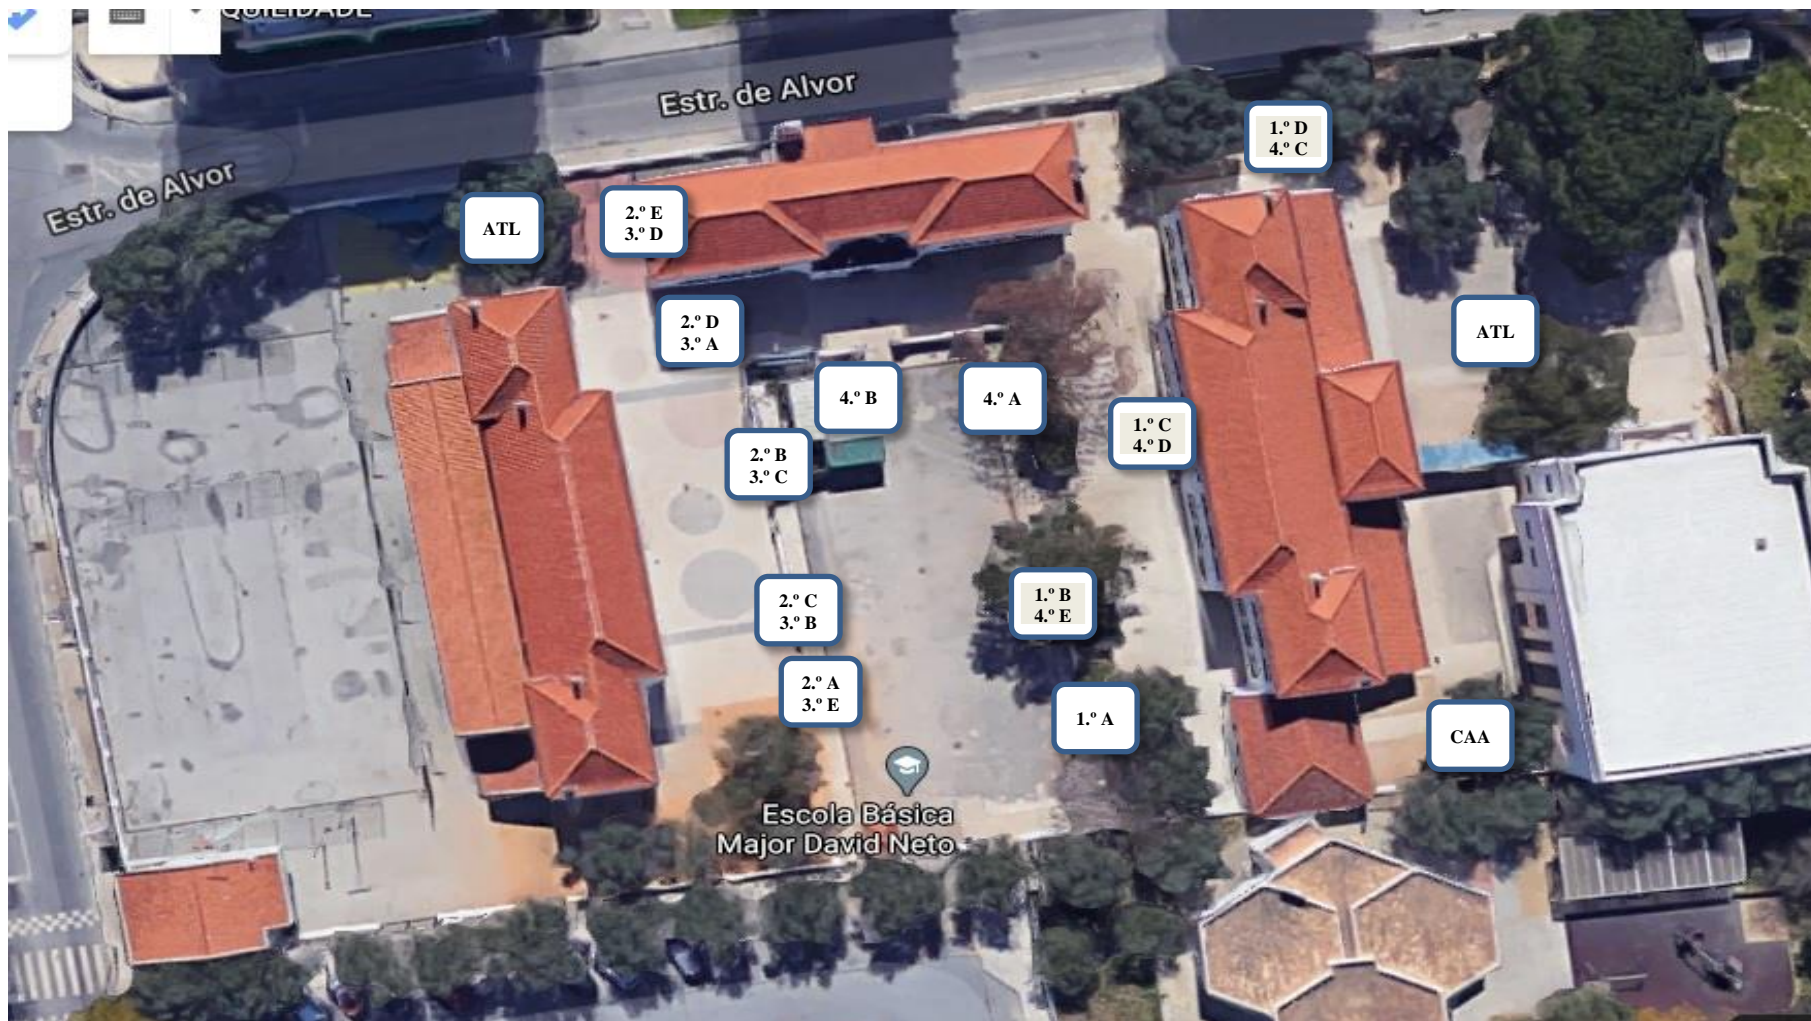 Estr. de Alvor
Estr. de Alvor
1.º D
4.º C
ATL
2.º E
3.º D
2.º D
3.º A
ATL
4.º B
4.º A
1.º C
4.º D
2.º B
3.º C
2.º C
3.º B
1.º B
4.º E
2.º A
3.º E
1.º A
CAA
Escola Básica
Major David Neto